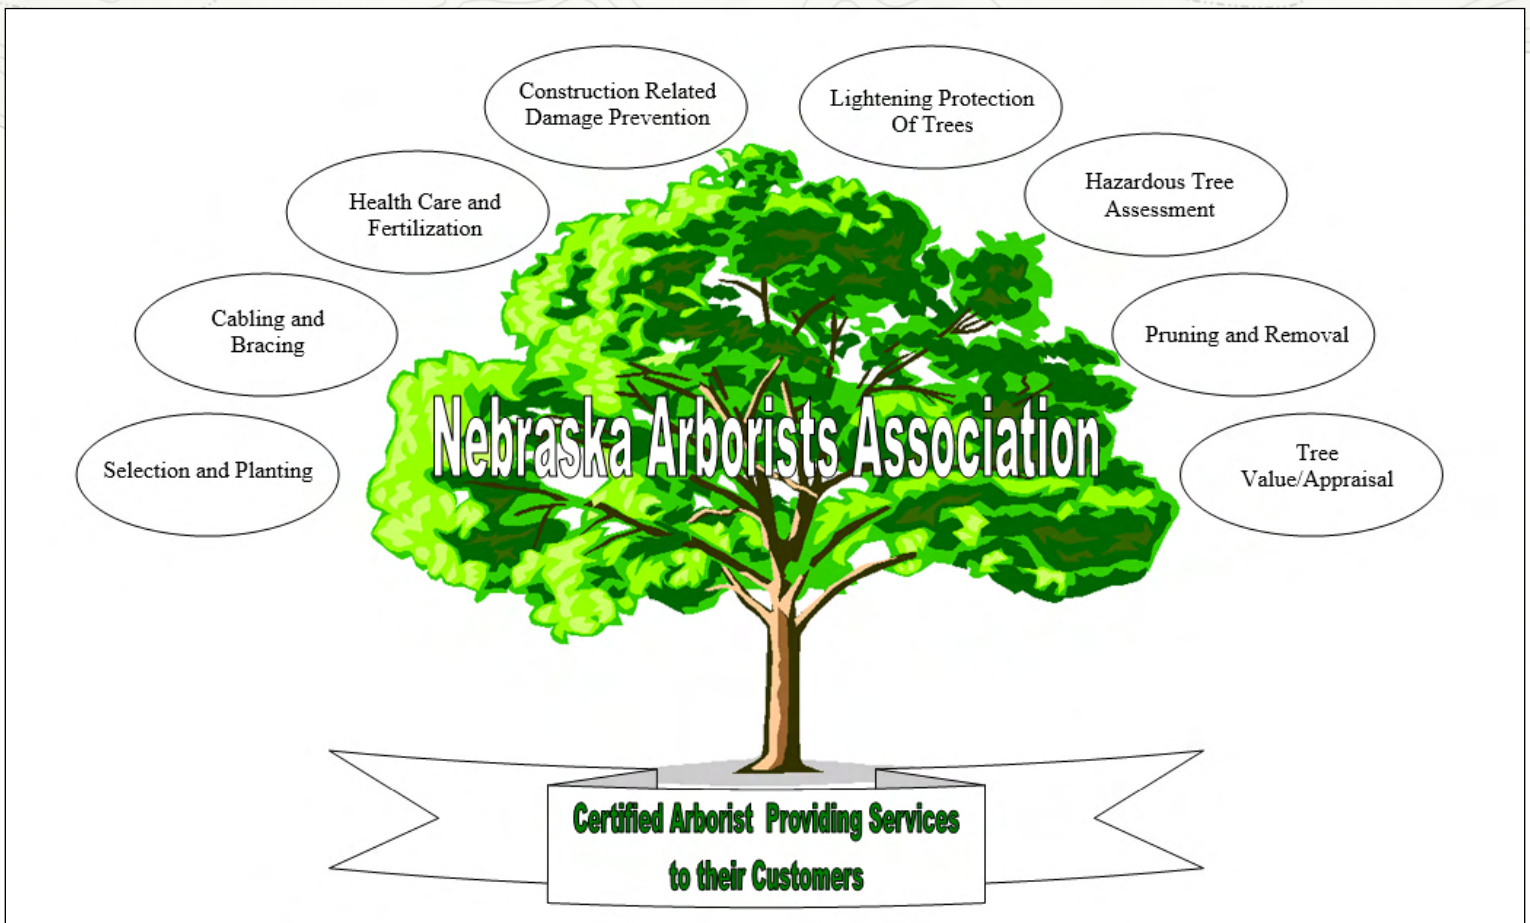 Construction Related
Damage Prevention
Lightening Protection
Of Trees
Health Care and
Fertilization
Hazardous Tree
Assessment
Cabling and
Bracing
Pruning and Removal
Selection and Planting
Tree
Value/Appraisal
Nebraska Arborists Association
Certified Arborist Providing Services
to their Customers